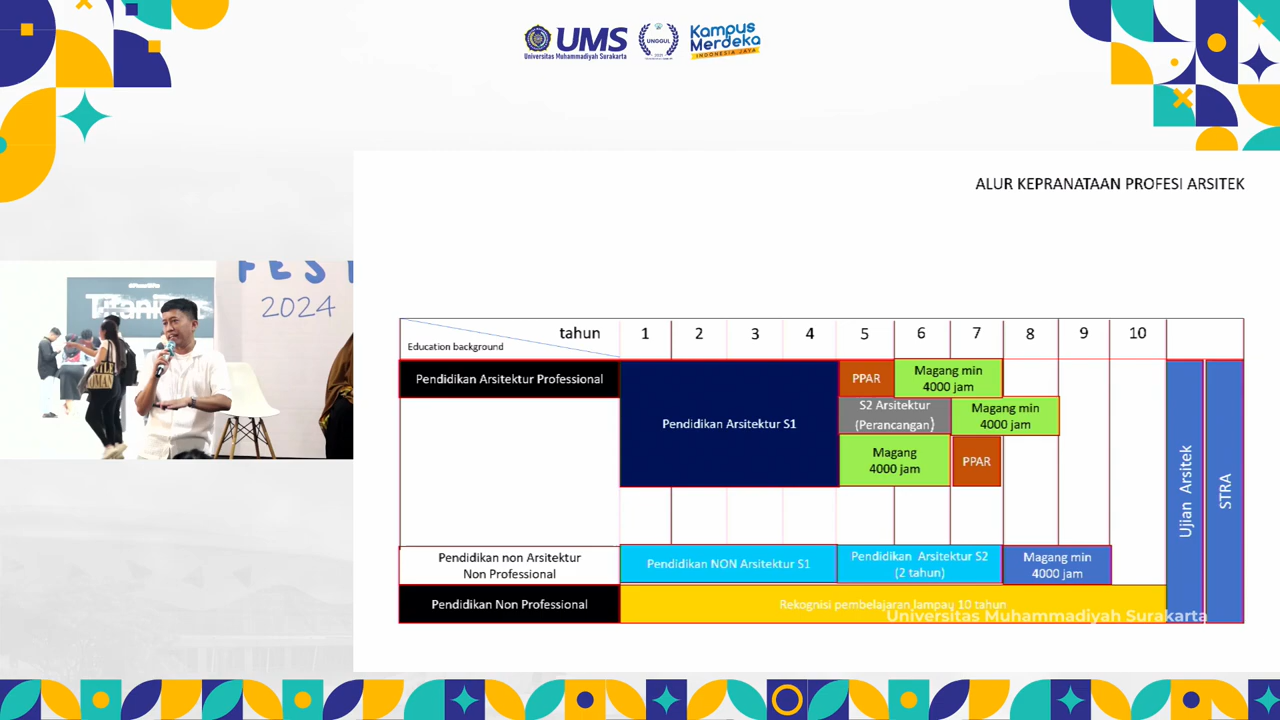 UMS
Universitas Muhammadiyah Surakarta
UNGGUL
Kampus
Merdeka
INDONESIA JAYA
ALUR KEPRANATAAN PROFESI ARSITEK
FEST
2024
tahun 1 2 3 4 5 6 7 8 9 10
Education background
Pendidikan Arsitektur Professional
Pendidikan Arsitektur S1
PPAR
Magang min
4000 jam
S2 Arsitektur
(Perancangan)
Magang min
4000 jam
Magang
4000 jam
PPAR
Pendidikan non Arsitektur
Non Professional
Pendidikan NON Arsitektur S1
Pendidikan Arsitektur S2
(2 tahun)
Magang min
4000 jam
Pendidikan Non Professional
Rekognisi pembelajaran lampau 10 tahun
Ujian Arsitek
STRA
Universitas Muhammadiyah Surakarta